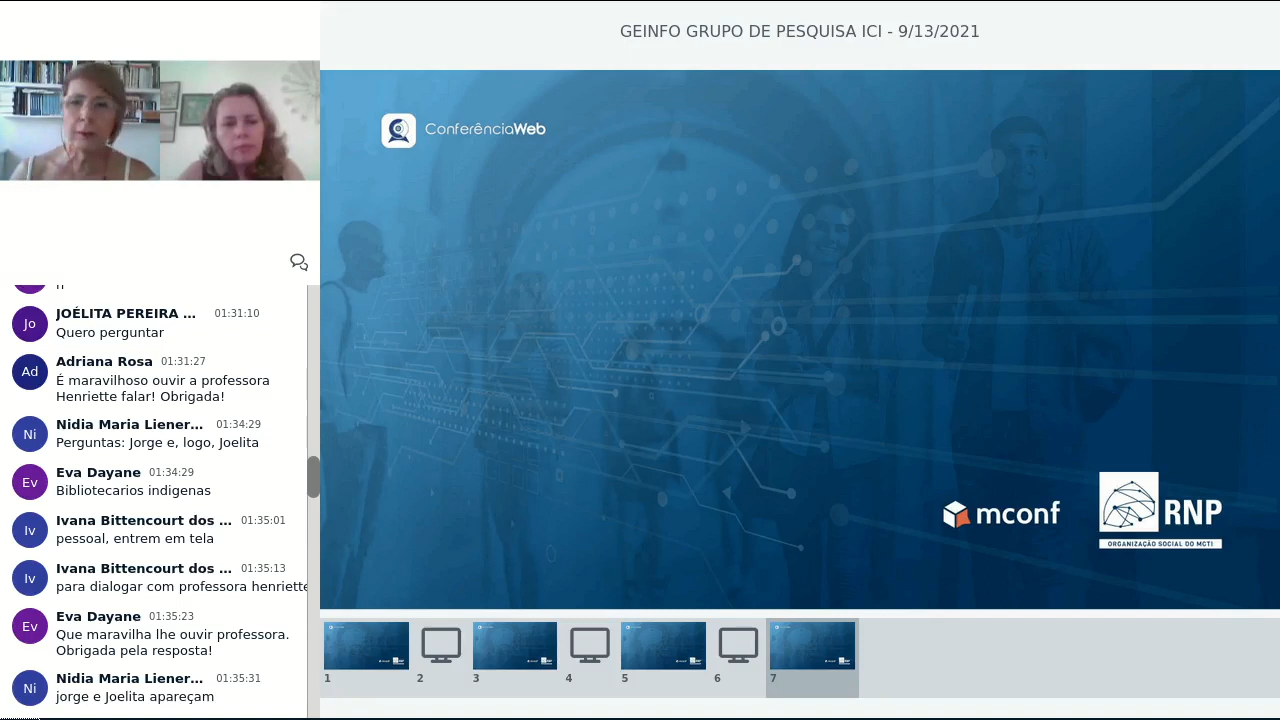 GEINFO GRUPO DE PESQUISA ICI - 9/13/2021
ConferênciaWeb
JOÉLITA PEREIRA ... 01:31:10
Jo
Quero perguntar
Adriana Rosa 01:31:27
Ad
É maravilhoso ouvir a professora
Henriette falar! Obrigada!
Nidia Maria Liener... 01:34:29
Ni
Perguntas: Jorge e, logo, Joelita
Eva Dayane 01:34:29
Ev
Bibliotecarios indigenas
Ivana Bittencourt dos ... 01:35:01
Iv
pessoal, entrem em tela
Ivana Bittencourt dos ... 01:35:13
Iv
para dialogar com professora henriette
Eva Dayane 01:35:23
Ev
Que maravilha lhe ouvir professora.
Obrigada pela resposta!
Nidia Maria Liener... 01:35:31
Ni
jorge e Joelita apareçam
mconf
RNP
ORGANIZAÇÃO SOCIAL DO MCTI
1 2 3 4 5 6 7